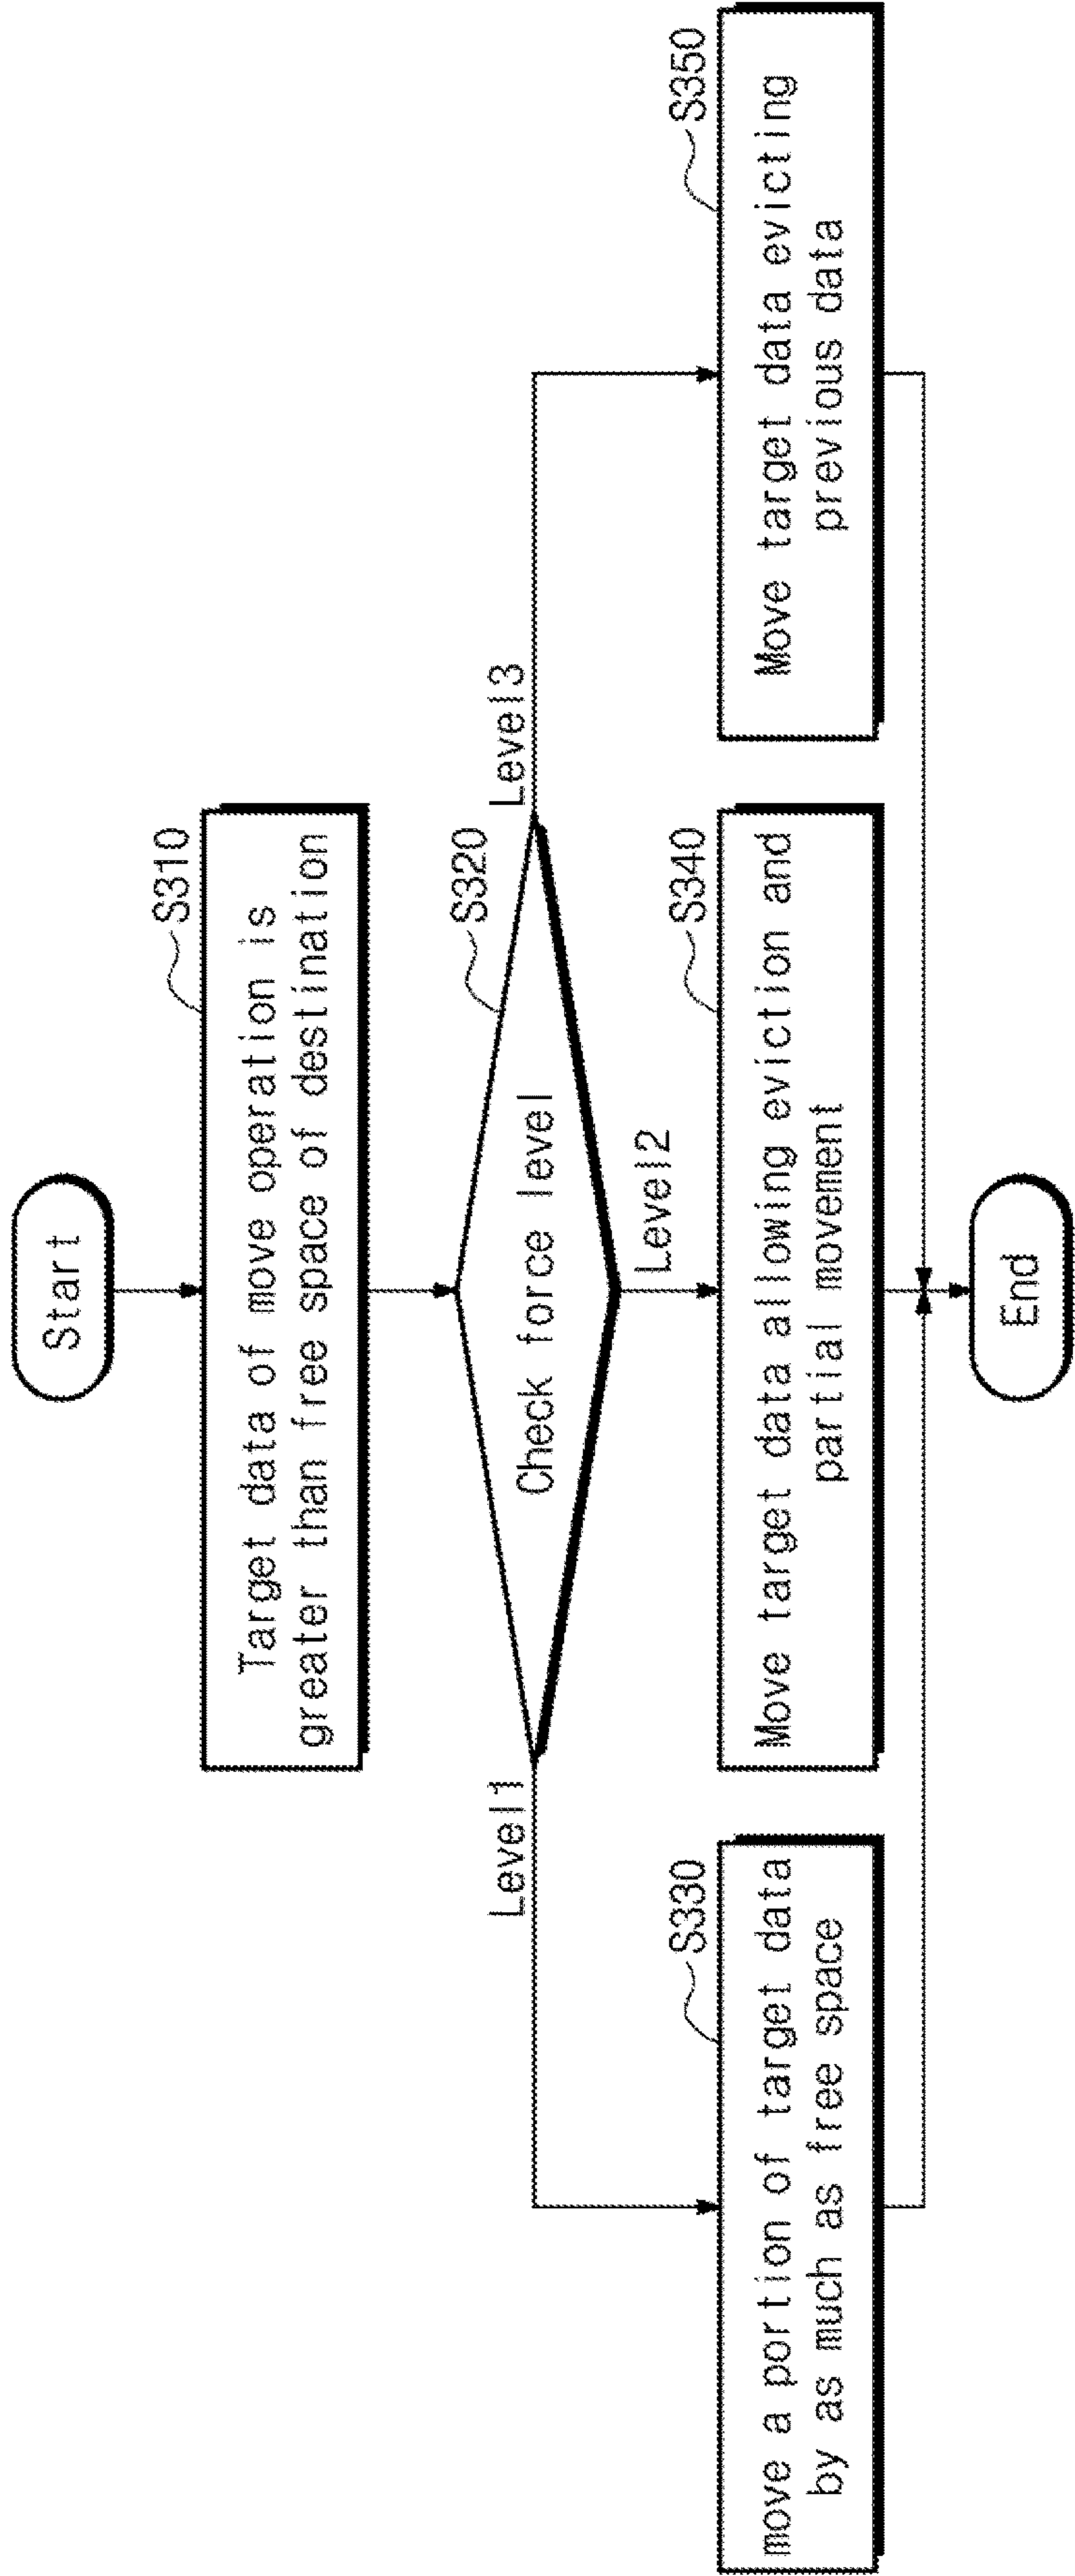 Start
S310
Target data of move operation is
greater than free space of destination
S320
Check force level
Level1
Level2
Level3
S330
move a portion of target data
by as much as free space
S340
Move target data allowing eviction and
partial movement
S350
Move target data evicting
previous data
End